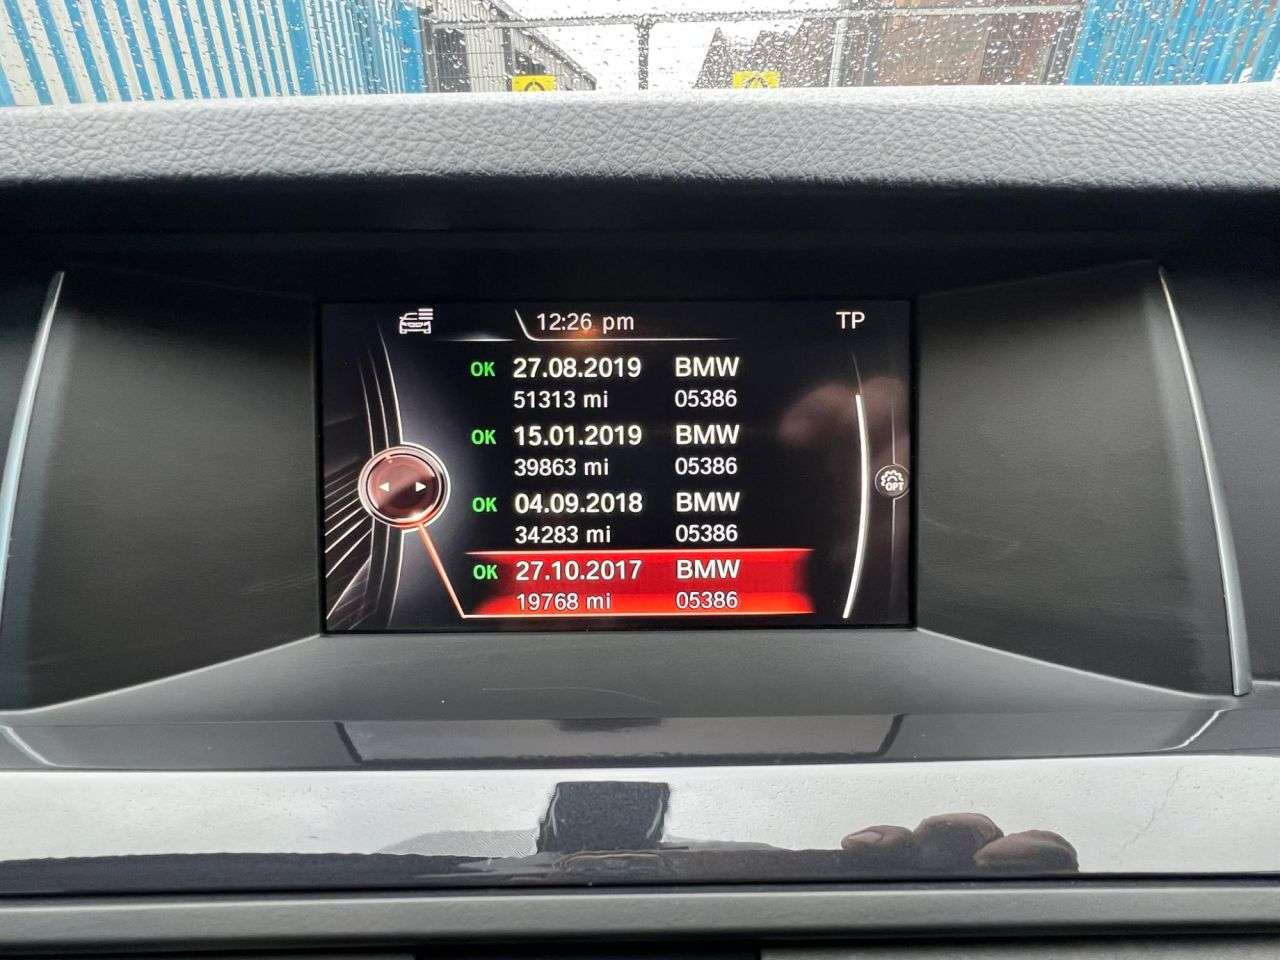 12:26 pm TP
OK 27.08.2019 BMW
51313 mi 05386
OK 15.01.2019 BMW
39863 mi 05386
OPT
OK 04.09.2018 BMW
34283 mi 05386
OK 27.10.2017 BMW
19768 mi 05386